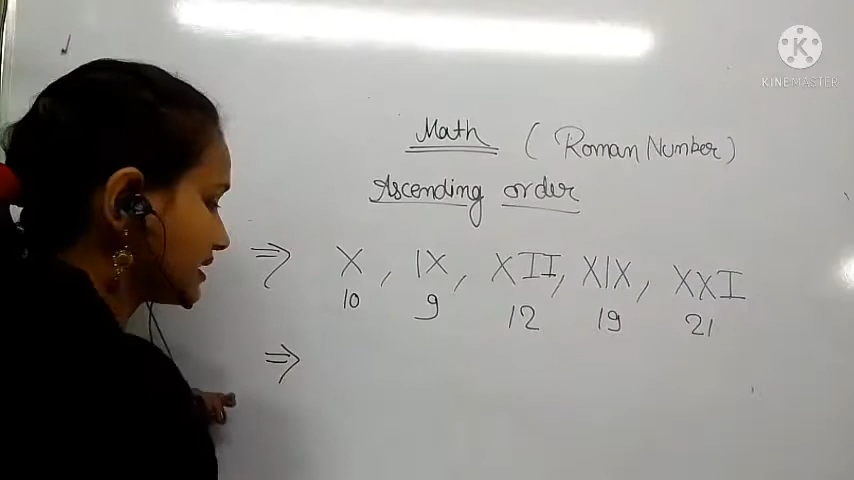 KINEMASTER
Math (Roman Number)
Ascending order
⇒ X, IX, XII, XIX, XXI
10 9 12 19 21
⇒